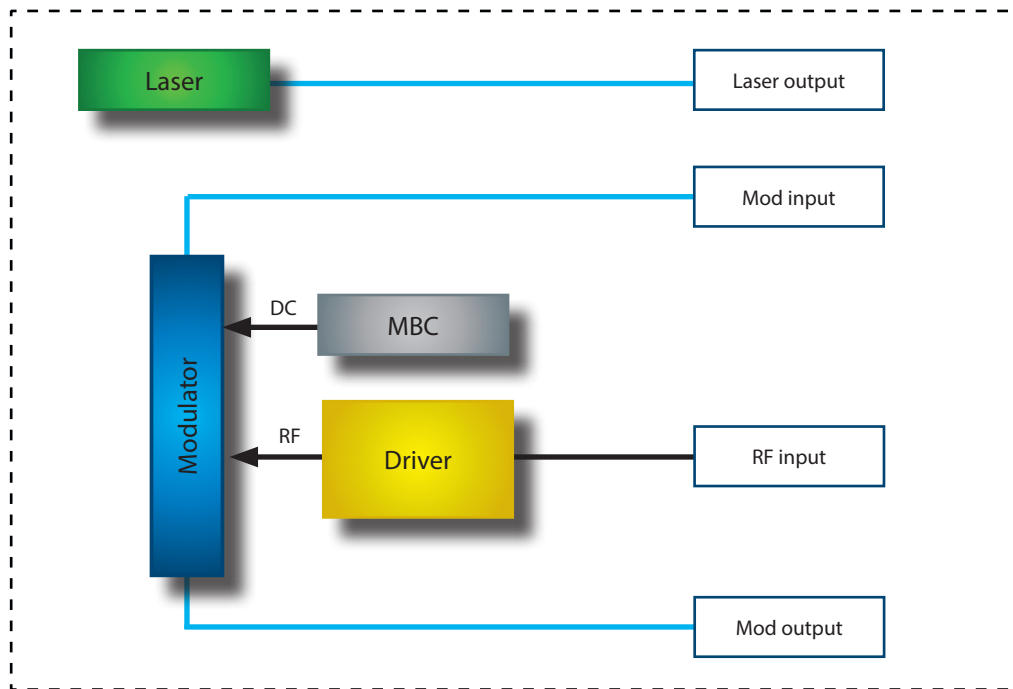 Laser
Laser output
Mod input
DC
MBC
Modulator
RF
Driver
RF input
Mod output